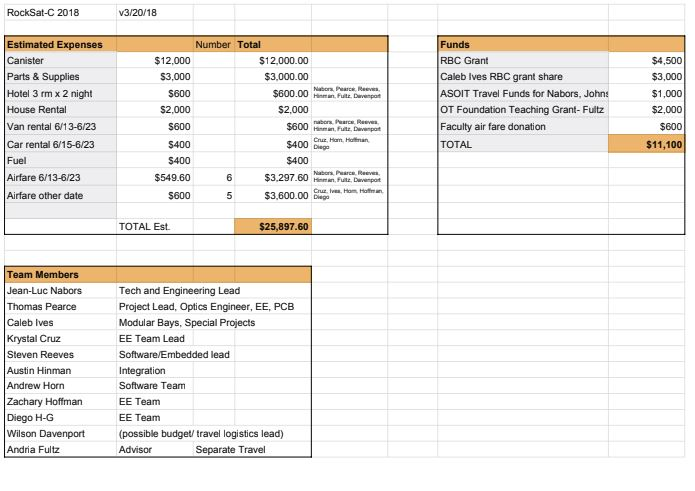 RockSat-C 2018 v3/20/18
Estimated Expenses Number Total Funds
Canister $12,000 $12,000.00 RBC Grant $4,500
Parts & Supplies $3,000 $3,000.00 Caleb Ives RBC grant share $3,000
Hotel 3 rm x 2 night $600 $600.00 Nabors, Pearce, Reeves,
Hinman, Fultz, Davenport
ASOIT Travel Funds for Nabors, Johns $1,000
House Rental $2,000 $2,000 OT Foundation Teaching Grant- Fultz $2,000
Van rental 6/13-6/23 $600 $600 nabors, Pearce, Reeves,
Hinman, Fultz, Davenport
Faculty air fare donation $600
Car rental 6/15-6/23 $400 $400.00 Cruz, Horn, Hoffman,
Diego
TOTAL $11,100
Fuel $400 $400
Airfare 6/13-6/23 $549.60 6 $3,297.60 Nabors, Pearce, Reeves,
Hinman, Fultz, Davenport
Airfare other date $600 5 $3,600.00 Cruz, Ives, Horn, Hoffman,
Diego
TOTAL Est. $25,897.60
Team Members
Jean-Luc Nabors Tech and Engineering Lead
Thomas Pearce Project Lead, Optics Engineer, EE, PCB
Caleb Ives Modular Bays, Special Projects
Krystal Cruz EE Team Lead
Steven Reeves Software/Embedded lead
Austin Hinman Integration
Andrew Horn Software Team
Zachary Hoffman EE Team
Diego H-G EE Team
Wilson Davenport (possible budget/ travel logistics lead)
Andria Fultz Advisor Separate Travel